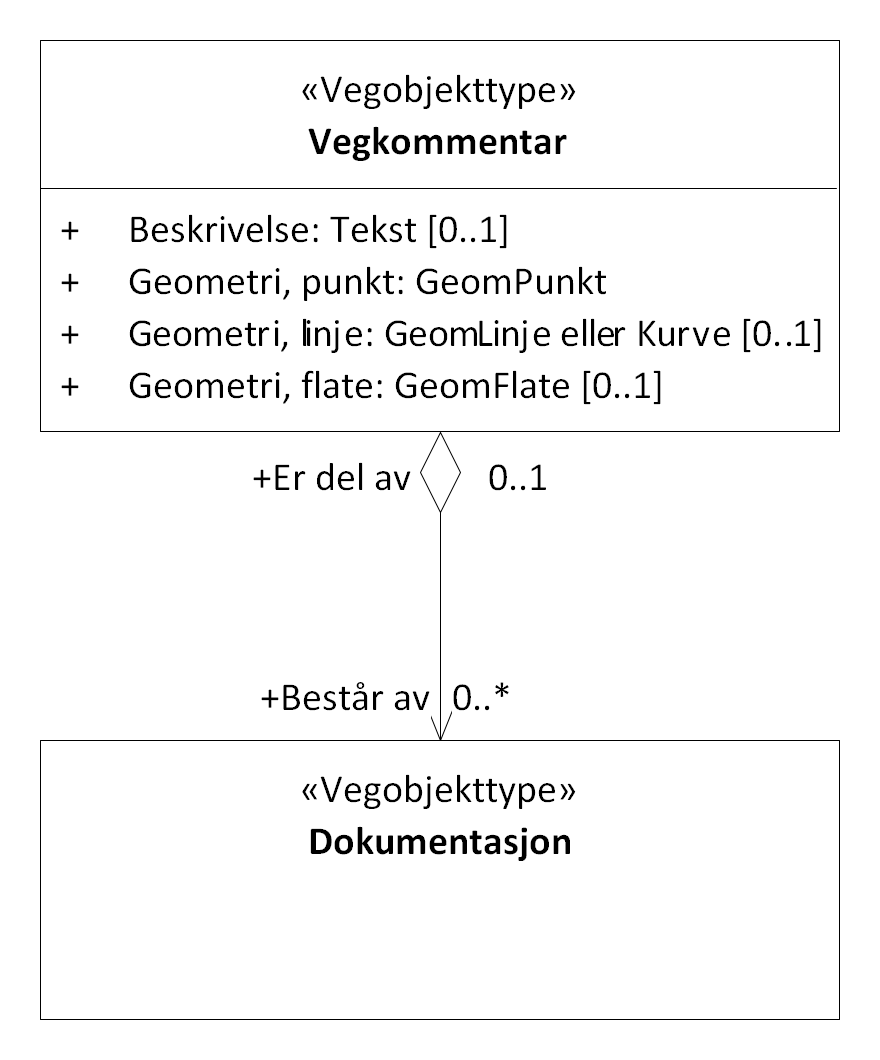 «Vegobjekttype»
Vegkommentar
+ Beskrivelse: Tekst [0..1]
+ Geometri, punkt: GeomPunkt
+ Geometri, linje: GeomLinje eller Kurve [0..1]
+ Geometri, flate: GeomFlate [0..1]
+Er del av 0..1
+Består av 0..*
«Vegobjekttype»
Dokumentasjon